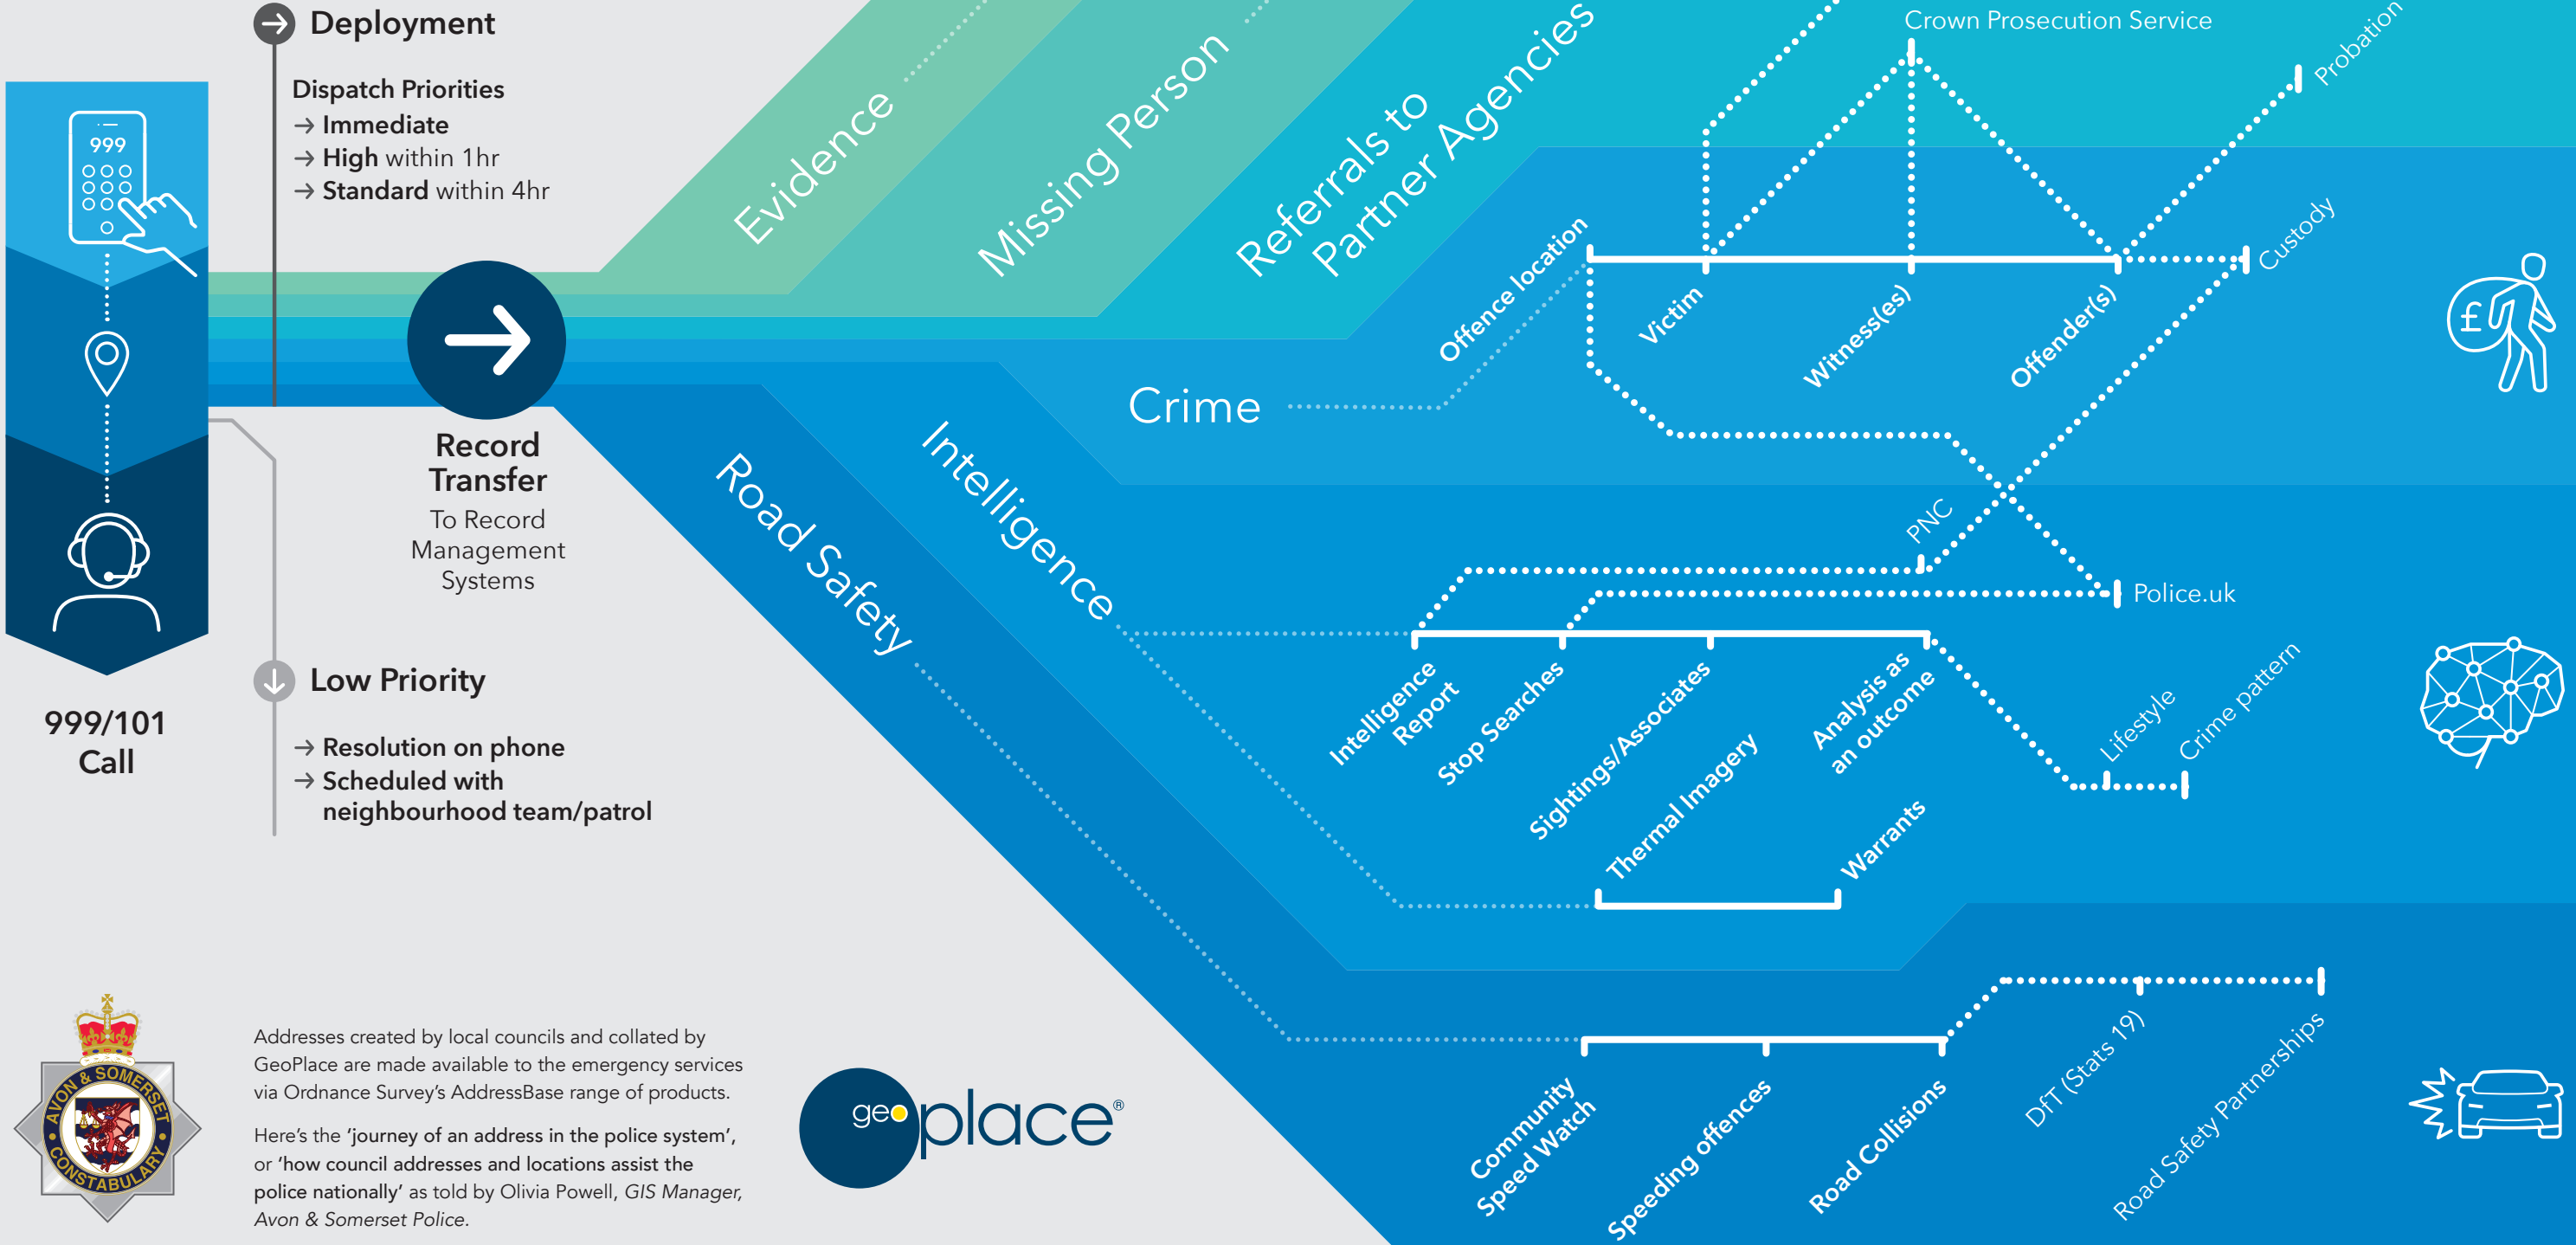 Deployment
Dispatch Priorities
→ Immediate
→ High within 1hr
→ Standard within 4hr
999
999/101
Call
Record
Transfer
To Record
Management
Systems
Low Priority
→ Resolution on phone
→ Scheduled with
neighbourhood team/patrol
Evidence
Missing Person
Referrals to
Partner Agencies
Crown Prosecution Service
Probation
Custody
Crime
Offence location
Victim
Witness(es)
Offender(s)
£
Intelligence
PNC
Police.uk
Intelligence
Report
Stop Searches
Sightings/Associates
Analysis as
an outcome
Lifestyle
Crime pattern
Thermal Imagery
Warrants
Road Safety
Community
Speed Watch
Speeding offences
Road Collisions
DfT (Stats 19)
Road Safety Partnerships
AVON & SOMERSET
CONSTABULARY
Addresses created by local councils and collated by
GeoPlace are made available to the emergency services
via Ordnance Survey's AddressBase range of products.
Here's the 'journey of an address in the police system',
or 'how council addresses and locations assist the
police nationally' as told by Olivia Powell, GIS Manager,
Avon & Somerset Police.
geoplace®